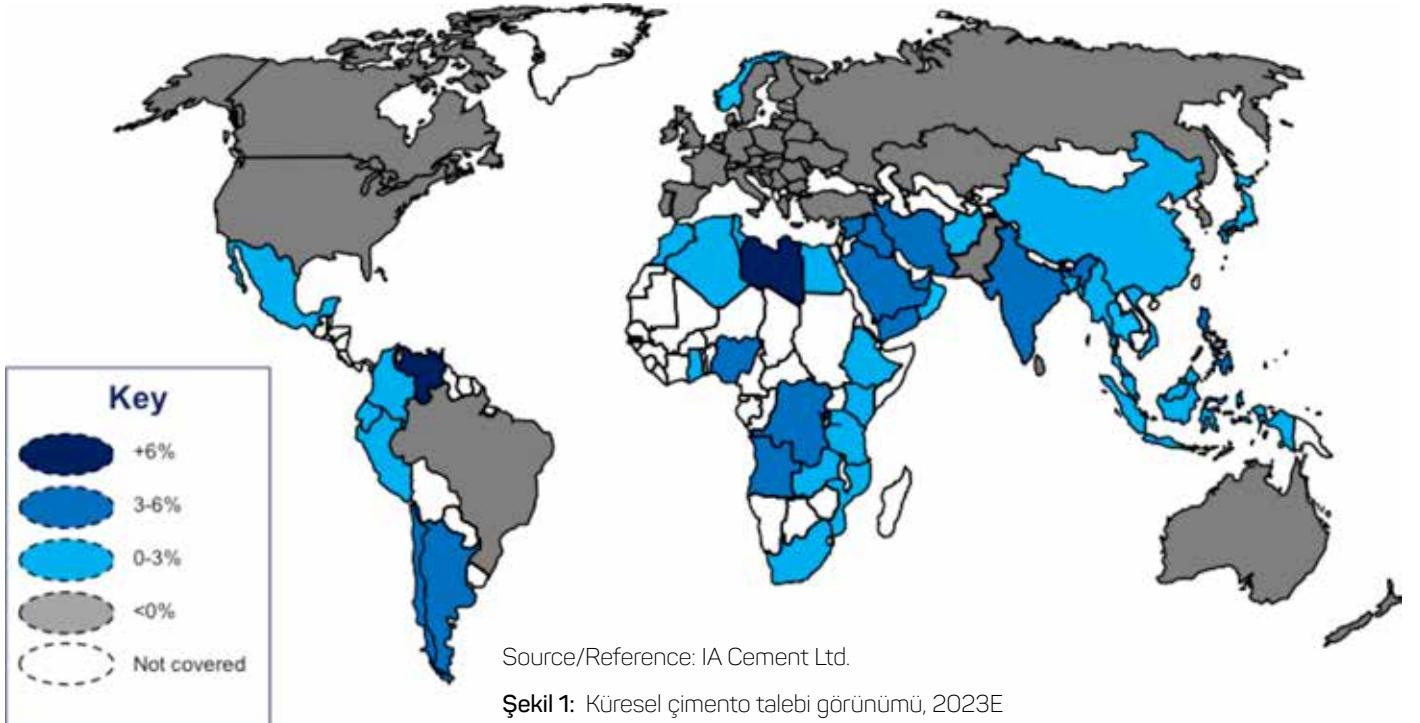 Key
+6%
3-6%
0-3%
<0%
Not covered
Source/Reference: IA Cement Ltd.
Şekil 1: Küresel çimento talebi görünümü, 2023E